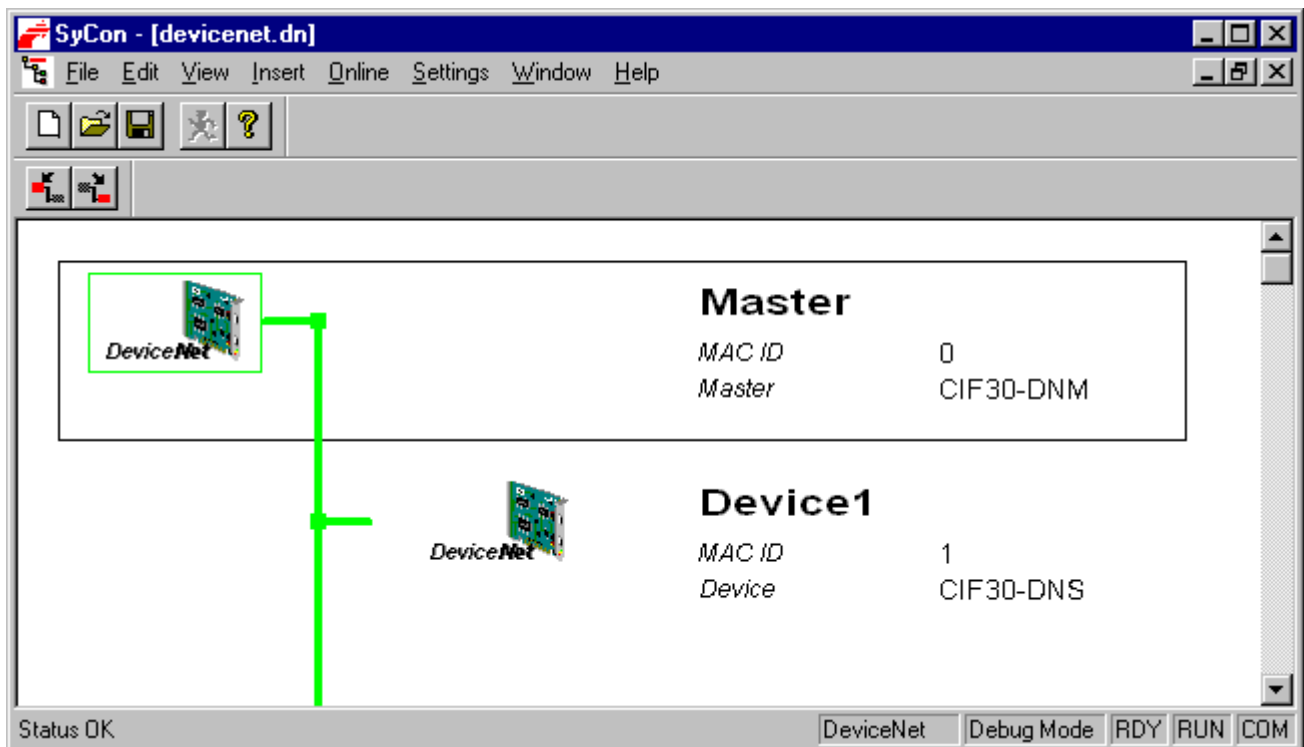 SyCon - [devicenet.dn]
File Edit View Insert Online Settings Window Help
Master
DeviceNet
MAC ID 0
Master CIF30-DNM
Device1
DeviceNet
MAC ID 1
Device CIF30-DNS
Status OK DeviceNet Debug Mode RDY RUN COM